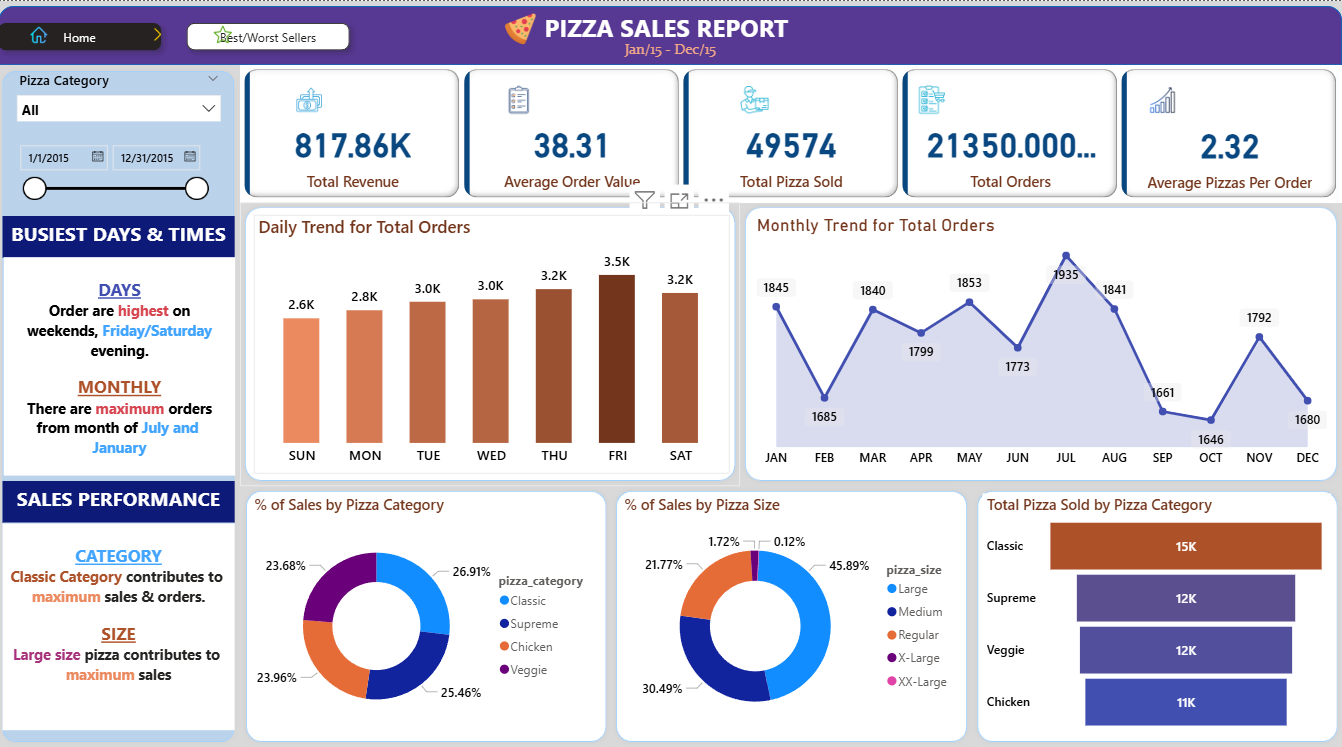 PIZZA SALES REPORT
Jan/15 - Dec/15
Home
Best/Worst Sellers
Pizza Category
All
1/1/2015
12/31/2015
BUSIEST DAYS & TIMES
DAYS
Order are highest on
weekends, Friday/Saturday
evening.
MONTHLY
There are maximum orders
from month of July and
January
SALES PERFORMANCE
CATEGORY
Classic Category contributes to
maximum sales & orders.
SIZE
Large size pizza contributes to
maximum sales
817.86K
Total Revenue
38.31
Average Order Value
49574
Total Pizza Sold
21350.000...
Total Orders
2.32
Average Pizzas Per Order
Daily Trend for Total Orders
2.6K
2.8K
3.0K
3.0K
3.2K
3.5K
3.2K
SUN
MON
TUE
WED
THU
FRI
SAT
Monthly Trend for Total Orders
1845
1685
1840
1799
1853
1773
1935
1841
1661
1646
1792
1680
JAN
FEB
MAR
APR
MAY
JUN
JUL
AUG
SEP
OCT
NOV
DEC
% of Sales by Pizza Category
23.68%
26.91%
23.96%
25.46%
pizza_category
Classic
Supreme
Chicken
Veggie
% of Sales by Pizza Size
1.72%
0.12%
21.77%
45.89%
30.49%
pizza_size
Large
Medium
Regular
X-Large
XX-Large
Total Pizza Sold by Pizza Category
Classic
15K
Supreme
12K
Veggie
12K
Chicken
11K